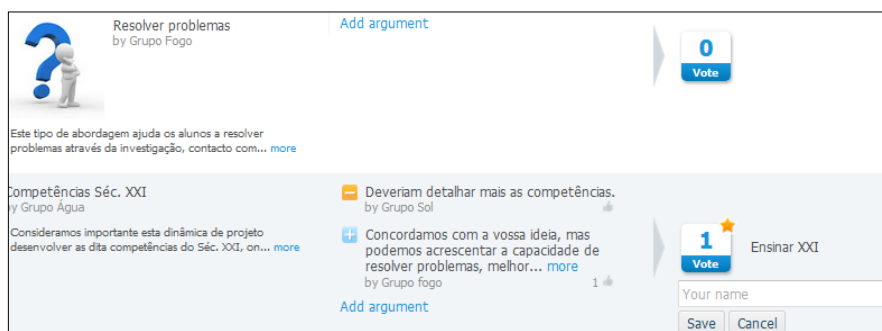 Resolver problemas
by Grupo Fogo
Add argument
0
Vote
Este tipo de abordagem ajuda os alunos a resolver
problemas através da investigação, contacto com... more
Competências Séc. XXI
by Grupo Água
Consideramos importante esta dinâmica de projeto
desenvolver as dita competências do Séc. XXI, on... more
Deveriam detalhar mais as competências.
by Grupo Sol
Concordamos com a vossa ideia, mas
podemos acrescentar a capacidade de
resolver problemas, melhor... more
by Grupo fogo
1
Add argument
1
Vote
Ensinar XXI
Your name
Save Cancel